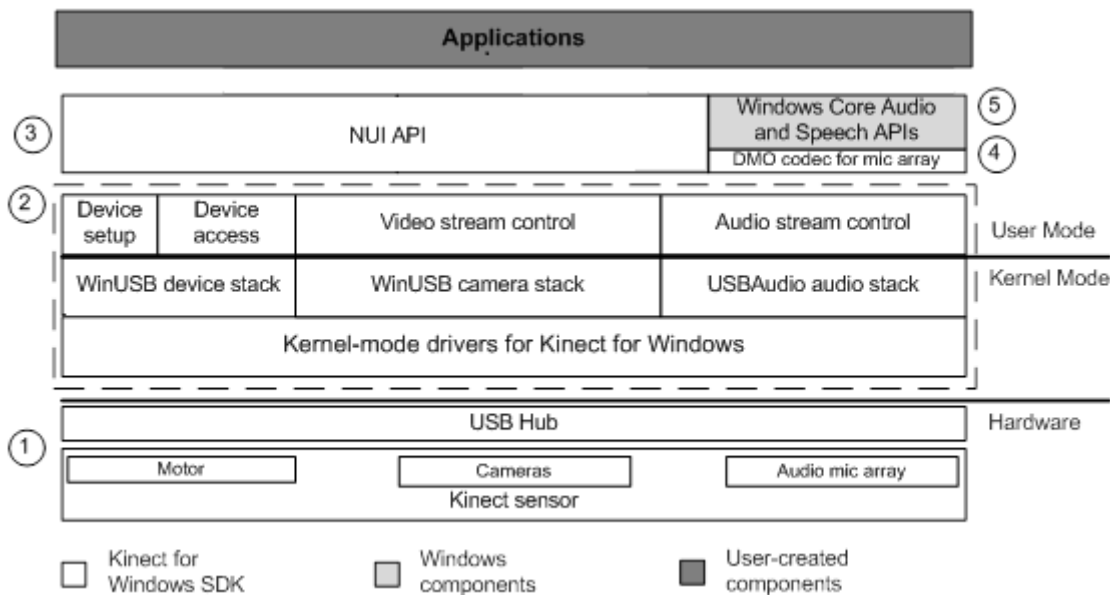 Applications
3
NUI API
Windows Core Audio
and Speech APIs
5
DMO codec for mic array
4
2
Device
setup
Device
access
Video stream control
Audio stream control
User Mode
WinUSB device stack
WinUSB camera stack
USBAudio audio stack
Kernel Mode
Kernel-mode drivers for Kinect for Windows
USB Hub
Hardware
1
Motor
Cameras
Audio mic array
Kinect sensor
Kinect for
Windows SDK
Windows
components
User-created
components